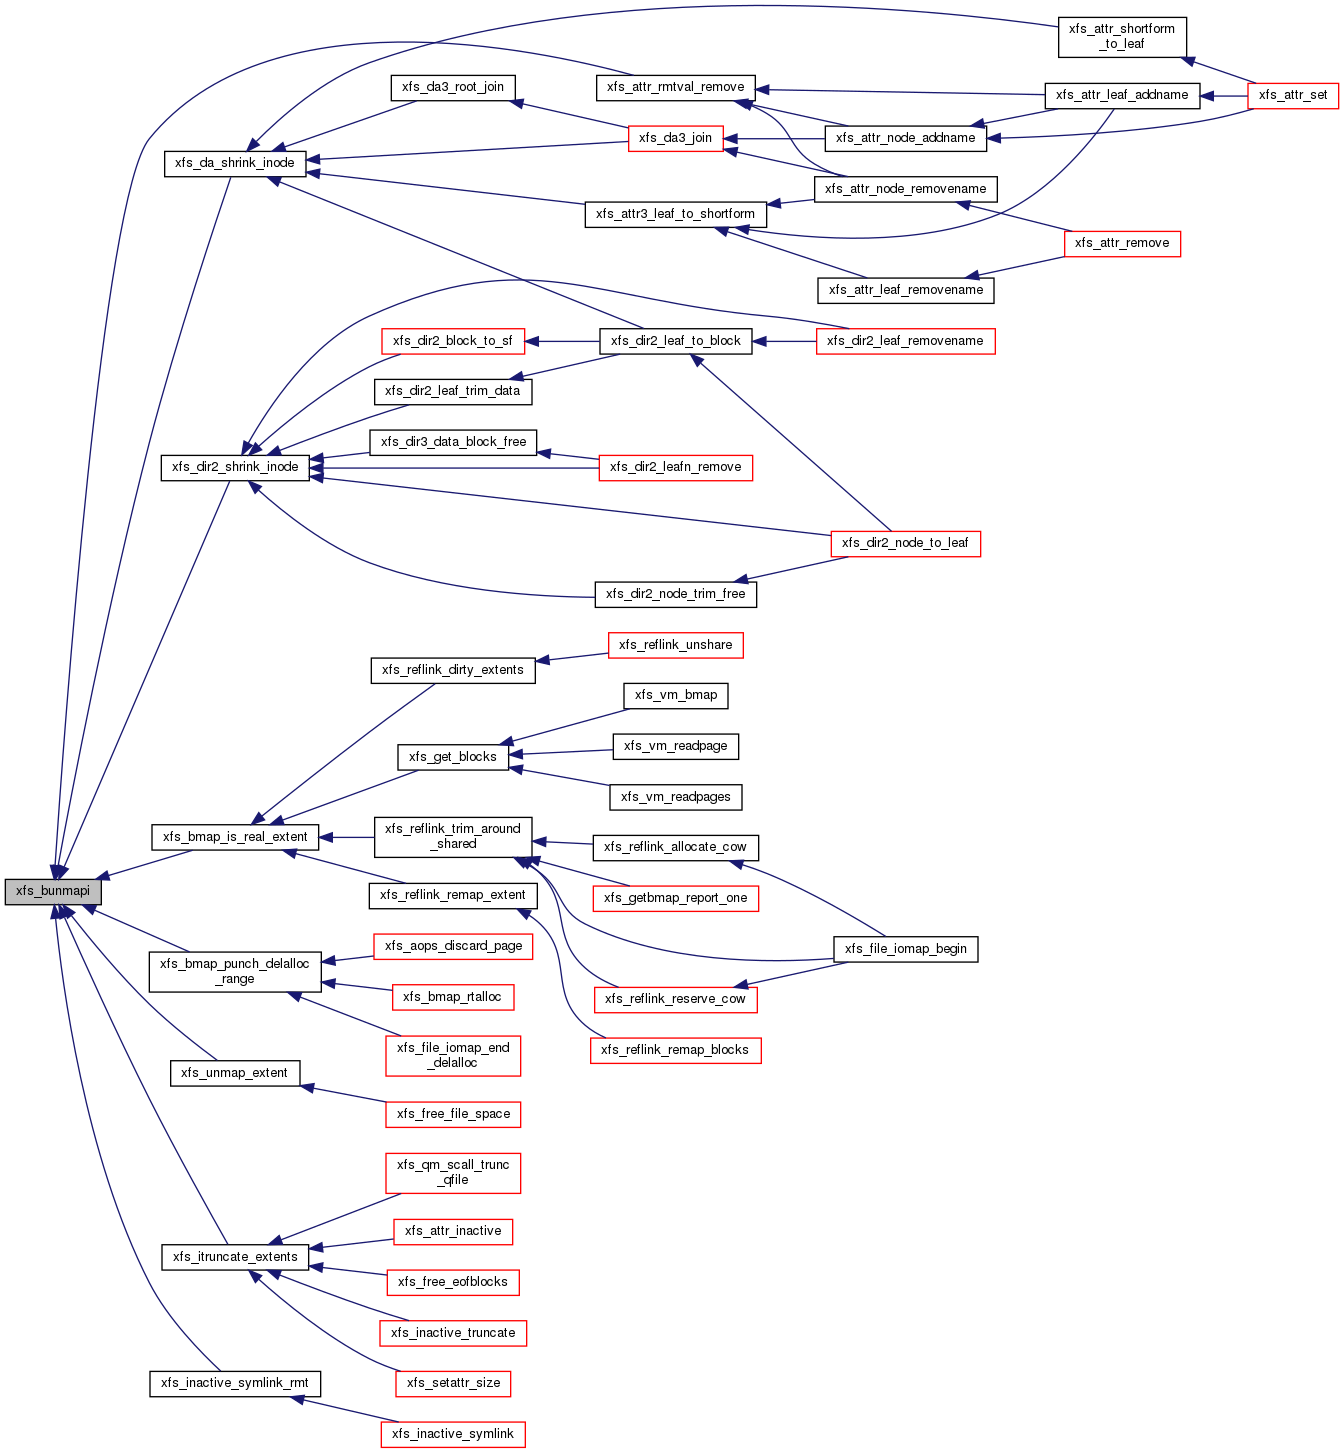 xfs_attr_shortform
_to_leaf
xfs_da3_root_join
xfs_attr_rmtval_remove
xfs_attr_leaf_addname
xfs_attr_set
xfs_da3_join
xfs_attr_node_addname
xfs_da_shrink_inode
xfs_attr_node_removename
xfs_attr3_leaf_to_shortform
xfs_attr_remove
xfs_attr_leaf_removename
xfs_dir2_block_to_sf
xfs_dir2_leaf_to_block
xfs_dir2_leaf_removename
xfs_dir2_leaf_trim_data
xfs_dir3_data_block_free
xfs_dir2_shrink_inode
xfs_dir2_leafn_remove
xfs_dir2_node_to_leaf
xfs_dir2_node_trim_free
xfs_reflink_unshare
xfs_reflink_dirty_extents
xfs_vm_bmap
xfs_vm_readpage
xfs_get_blocks
xfs_vm_readpages
xfs_bmap_is_real_extent
xfs_reflink_trim_around
_shared
xfs_reflink_allocate_cow
xfs_bunmapi
xfs_reflink_remap_extent
xfs_getbmap_report_one
xfs_aops_discard_page
xfs_file_iomap_begin
xfs_bmap_punch_delalloc
_range
xfs_bmap_rtalloc
xfs_reflink_reserve_cow
xfs_file_iomap_end
_delalloc
xfs_reflink_remap_blocks
xfs_unmap_extent
xfs_free_file_space
xfs_qm_scall_trunc
_qfile
xfs_attr_inactive
xfs_itruncate_extents
xfs_free_eofblocks
xfs_inactive_truncate
xfs_setattr_size
xfs_inactive_symlink_rmt
xfs_inactive_symlink